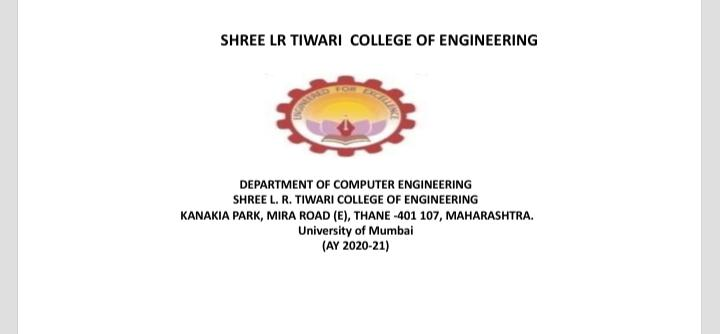 SHREE LR TIWARI  COLLEGE OF ENGINEERING
ENGINEERED FOR EXCELLENCE
DEPARTMENT OF COMPUTER ENGINEERING
SHREE L. R. TIWARI COLLEGE OF ENGINEERING
KANAKIA PARK, MIRA ROAD (E), THANE -401 107, MAHARASHTRA.
University of Mumbai
(AY 2020-21)